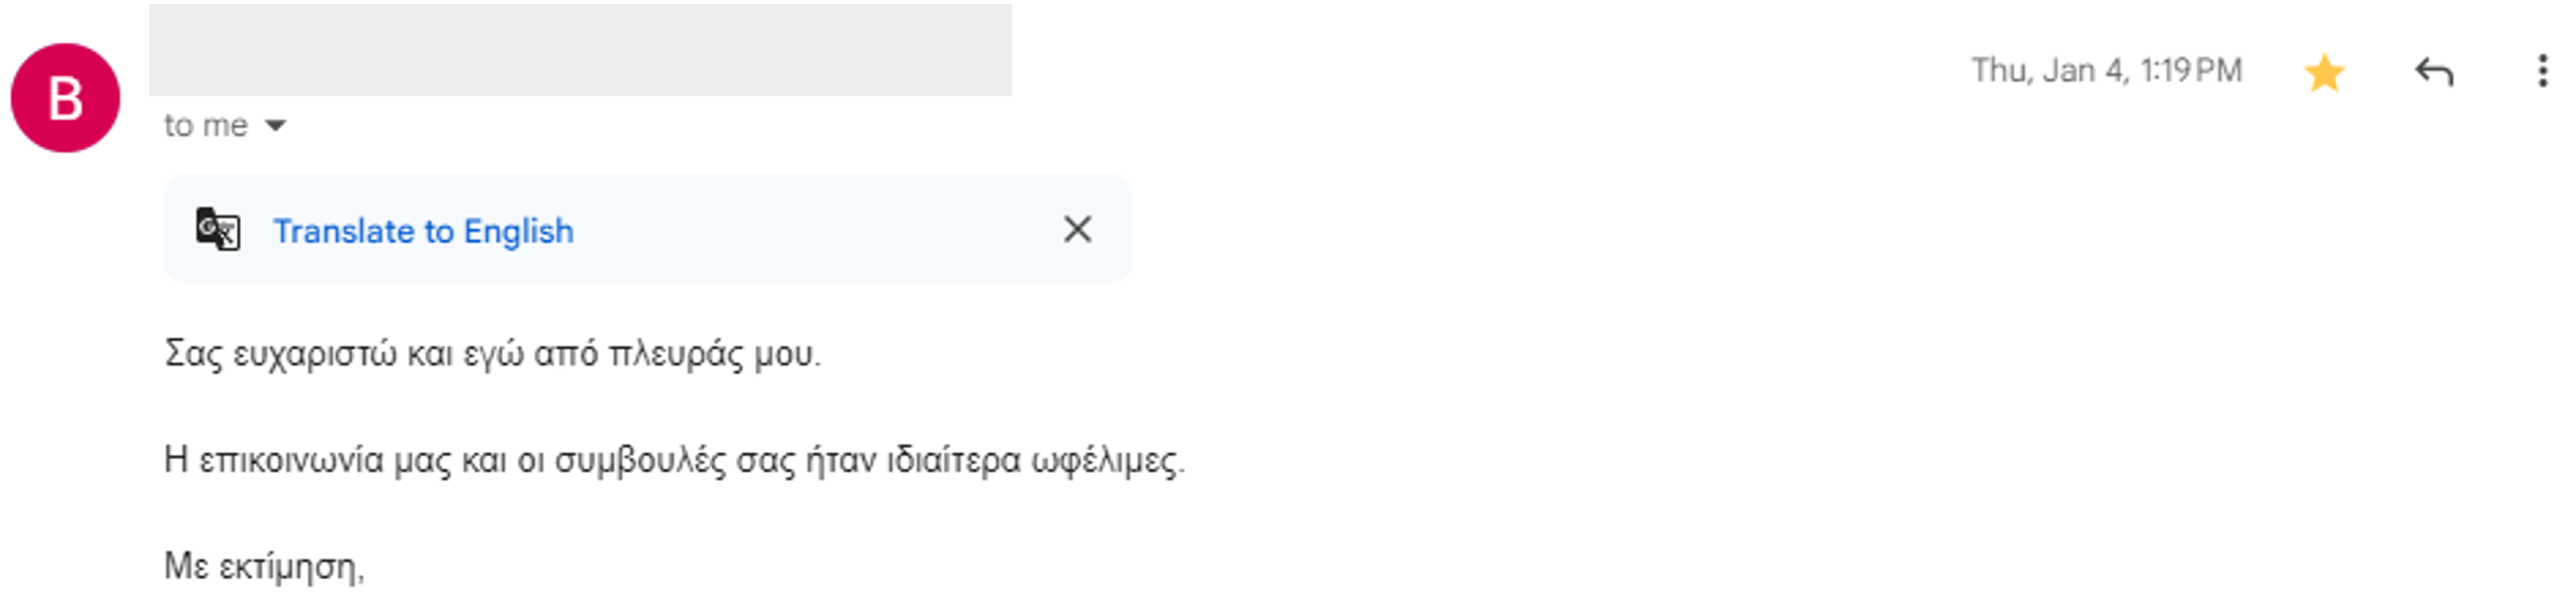 B
Thu, Jan 4, 1:19 PM
to me
Translate to English
Σας ευχαριστώ και εγώ από πλευράς μου.
Η επικοινωνία μας και οι συμβουλές σας ήταν ιδιαίτερα ωφέλιμες.
Με εκτίμηση,